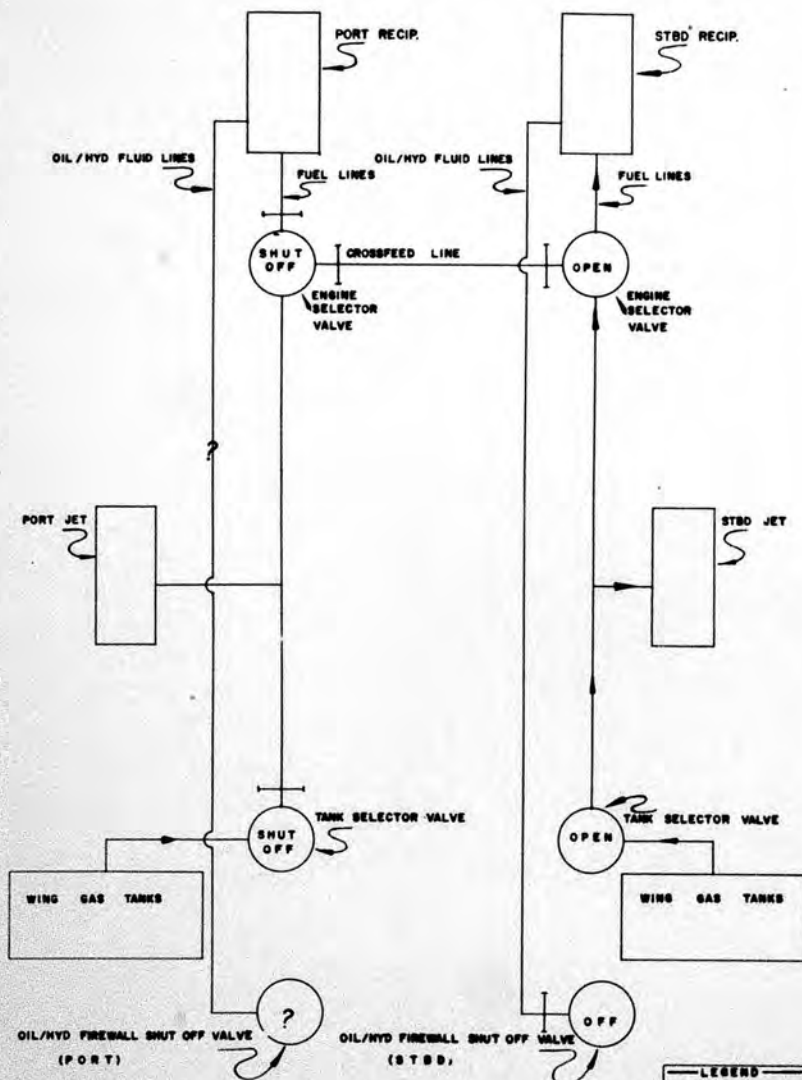 PORT RECIP.
STBD RECIP.
OIL/HYD FLUID LINES
OIL/HYD FLUID LINES
FUEL LINES
FUEL LINES
SHUT
OFF
CROSSFEED LINE
OPEN
ENGINE
SELECTOR
VALVE
ENGINE
SELECTOR
VALVE
?
PORT JET
STBD JET
SHUT
OFF
TANK SELECTOR VALVE
OPEN
TANK SELECTOR VALVE
WING GAS TANKS
WING GAS TANKS
?
OFF
OIL/HYD FIREWALL SHUT OFF VALVE
(PORT)
OIL/HYD FIREWALL SHUT OFF VALVE
(STBD,
LEGEND